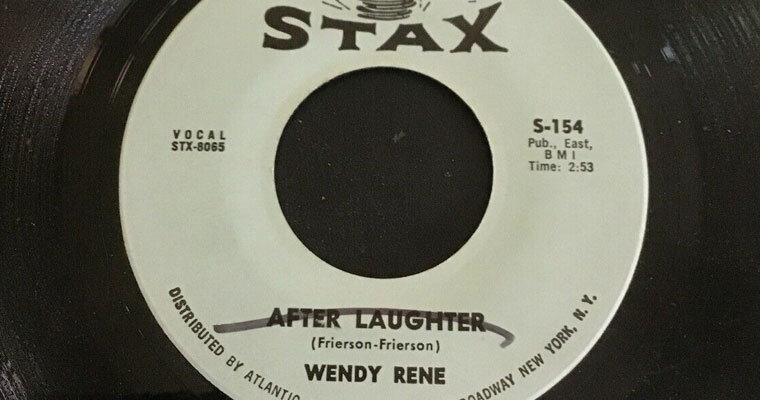 STAX
VOCAL
STX-8065
S-154
Pub., East,
BMI
Time: 2:53
AFTER LAUGHTER
(Frierson-Frierson)
WENDY RENE
DISTRIBUTED BY ATLANTIC
NEW YORK, N. Y.